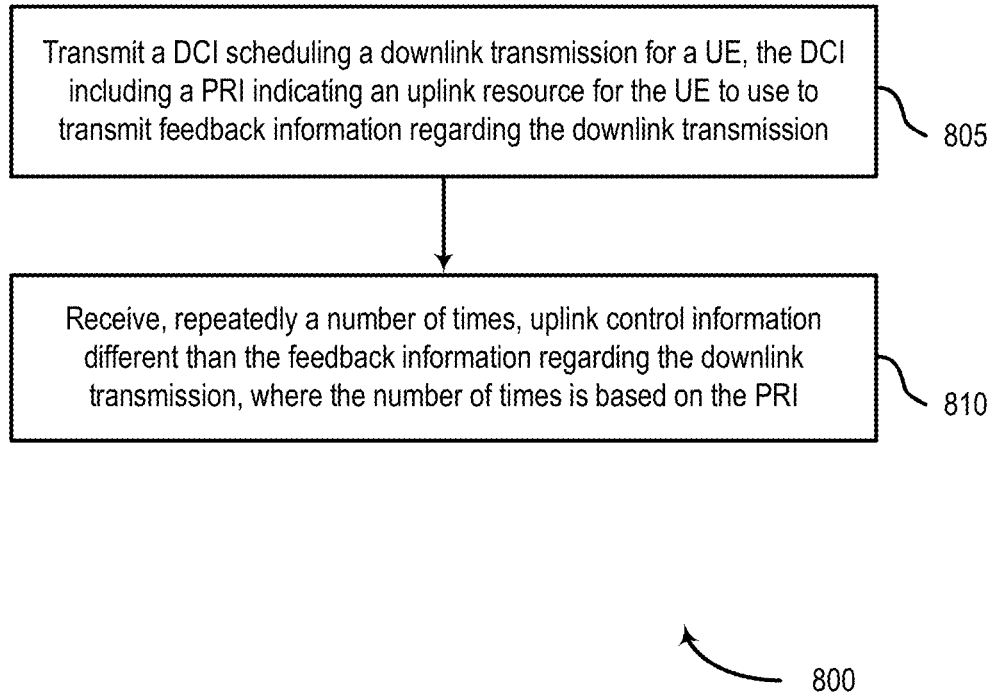 Transmit a DCI scheduling a downlink transmission for a UE, the DCI
including a PRI indicating an uplink resource for the UE to use to
transmit feedback information regarding the downlink transmission
805
Receive, repeatedly a number of times, uplink control information
different than the feedback information regarding the downlink
transmission, where the number of times is based on the PRI
810
800